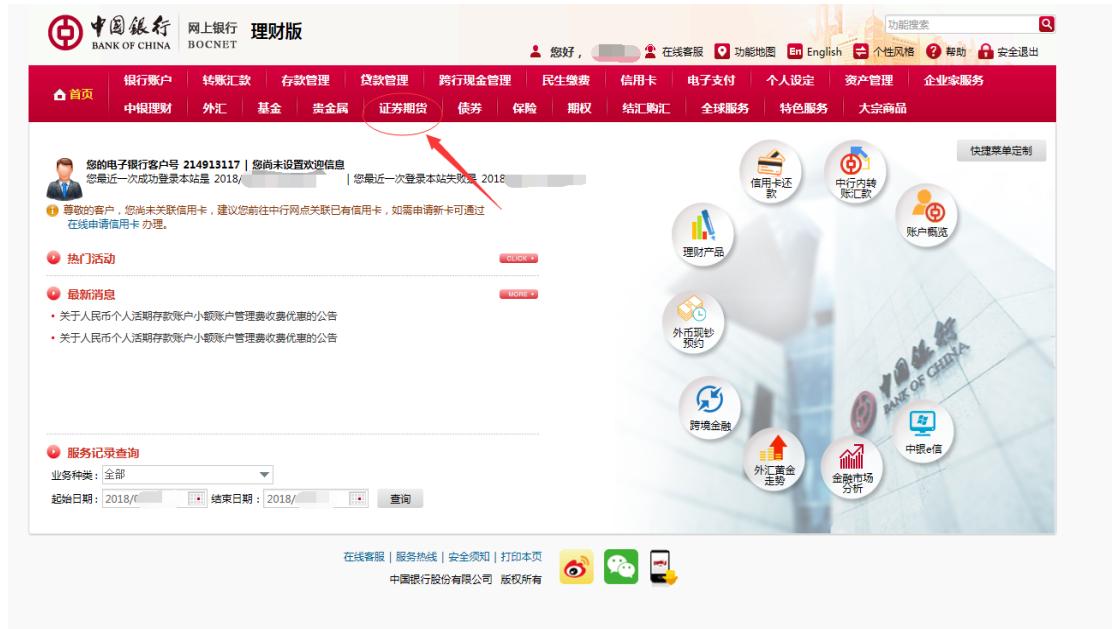 中国银行 网上银行 理财版
BANK OF CHINA BOCNET
功能搜索
您好， 在线客服 功能地图 En English 个性风格 帮助 安全退出
首页
银行账户 转账汇款 存款管理 贷款管理 跨行现金管理 民生缴费 信用卡 电子支付 个人设定 资产管理 企业家服务
中银理财 外汇 基金 贵金属 证券期货 债券 保险 期权 结汇购汇 全球服务 特色服务 大宗商品
快捷菜单定制
您的电子银行客户号 214913117 | 您尚未设置欢迎信息
您最近一次成功登录本站是 2018/ | 您最近一次登录本站失败是 2018
尊敬的客户，您尚未关联信用卡，建议您前往中行网点关联已有信用卡，如需申请新卡可通过
在线申请信用卡 办理。
热门活动
CLICK
最新消息
MORE
• 关于人民币个人活期存款账户小额账户管理费收费优惠的公告
• 关于人民币个人活期存款账户小额账户管理费收费优惠的公告
服务记录查询
业务种类： 全部
起始日期： 2018/0 结束日期： 2018/ 查询
信用卡还
款
中行内转
账汇款
账户概览
理财产品
外币现钞
预约
跨境金融
外汇黄金
走势
金融市场
分析
中银e信
中国银行
BANK OF CHINA
在线客服 | 服务热线 | 安全须知 | 打印本页
中国银行股份有限公司 版权所有